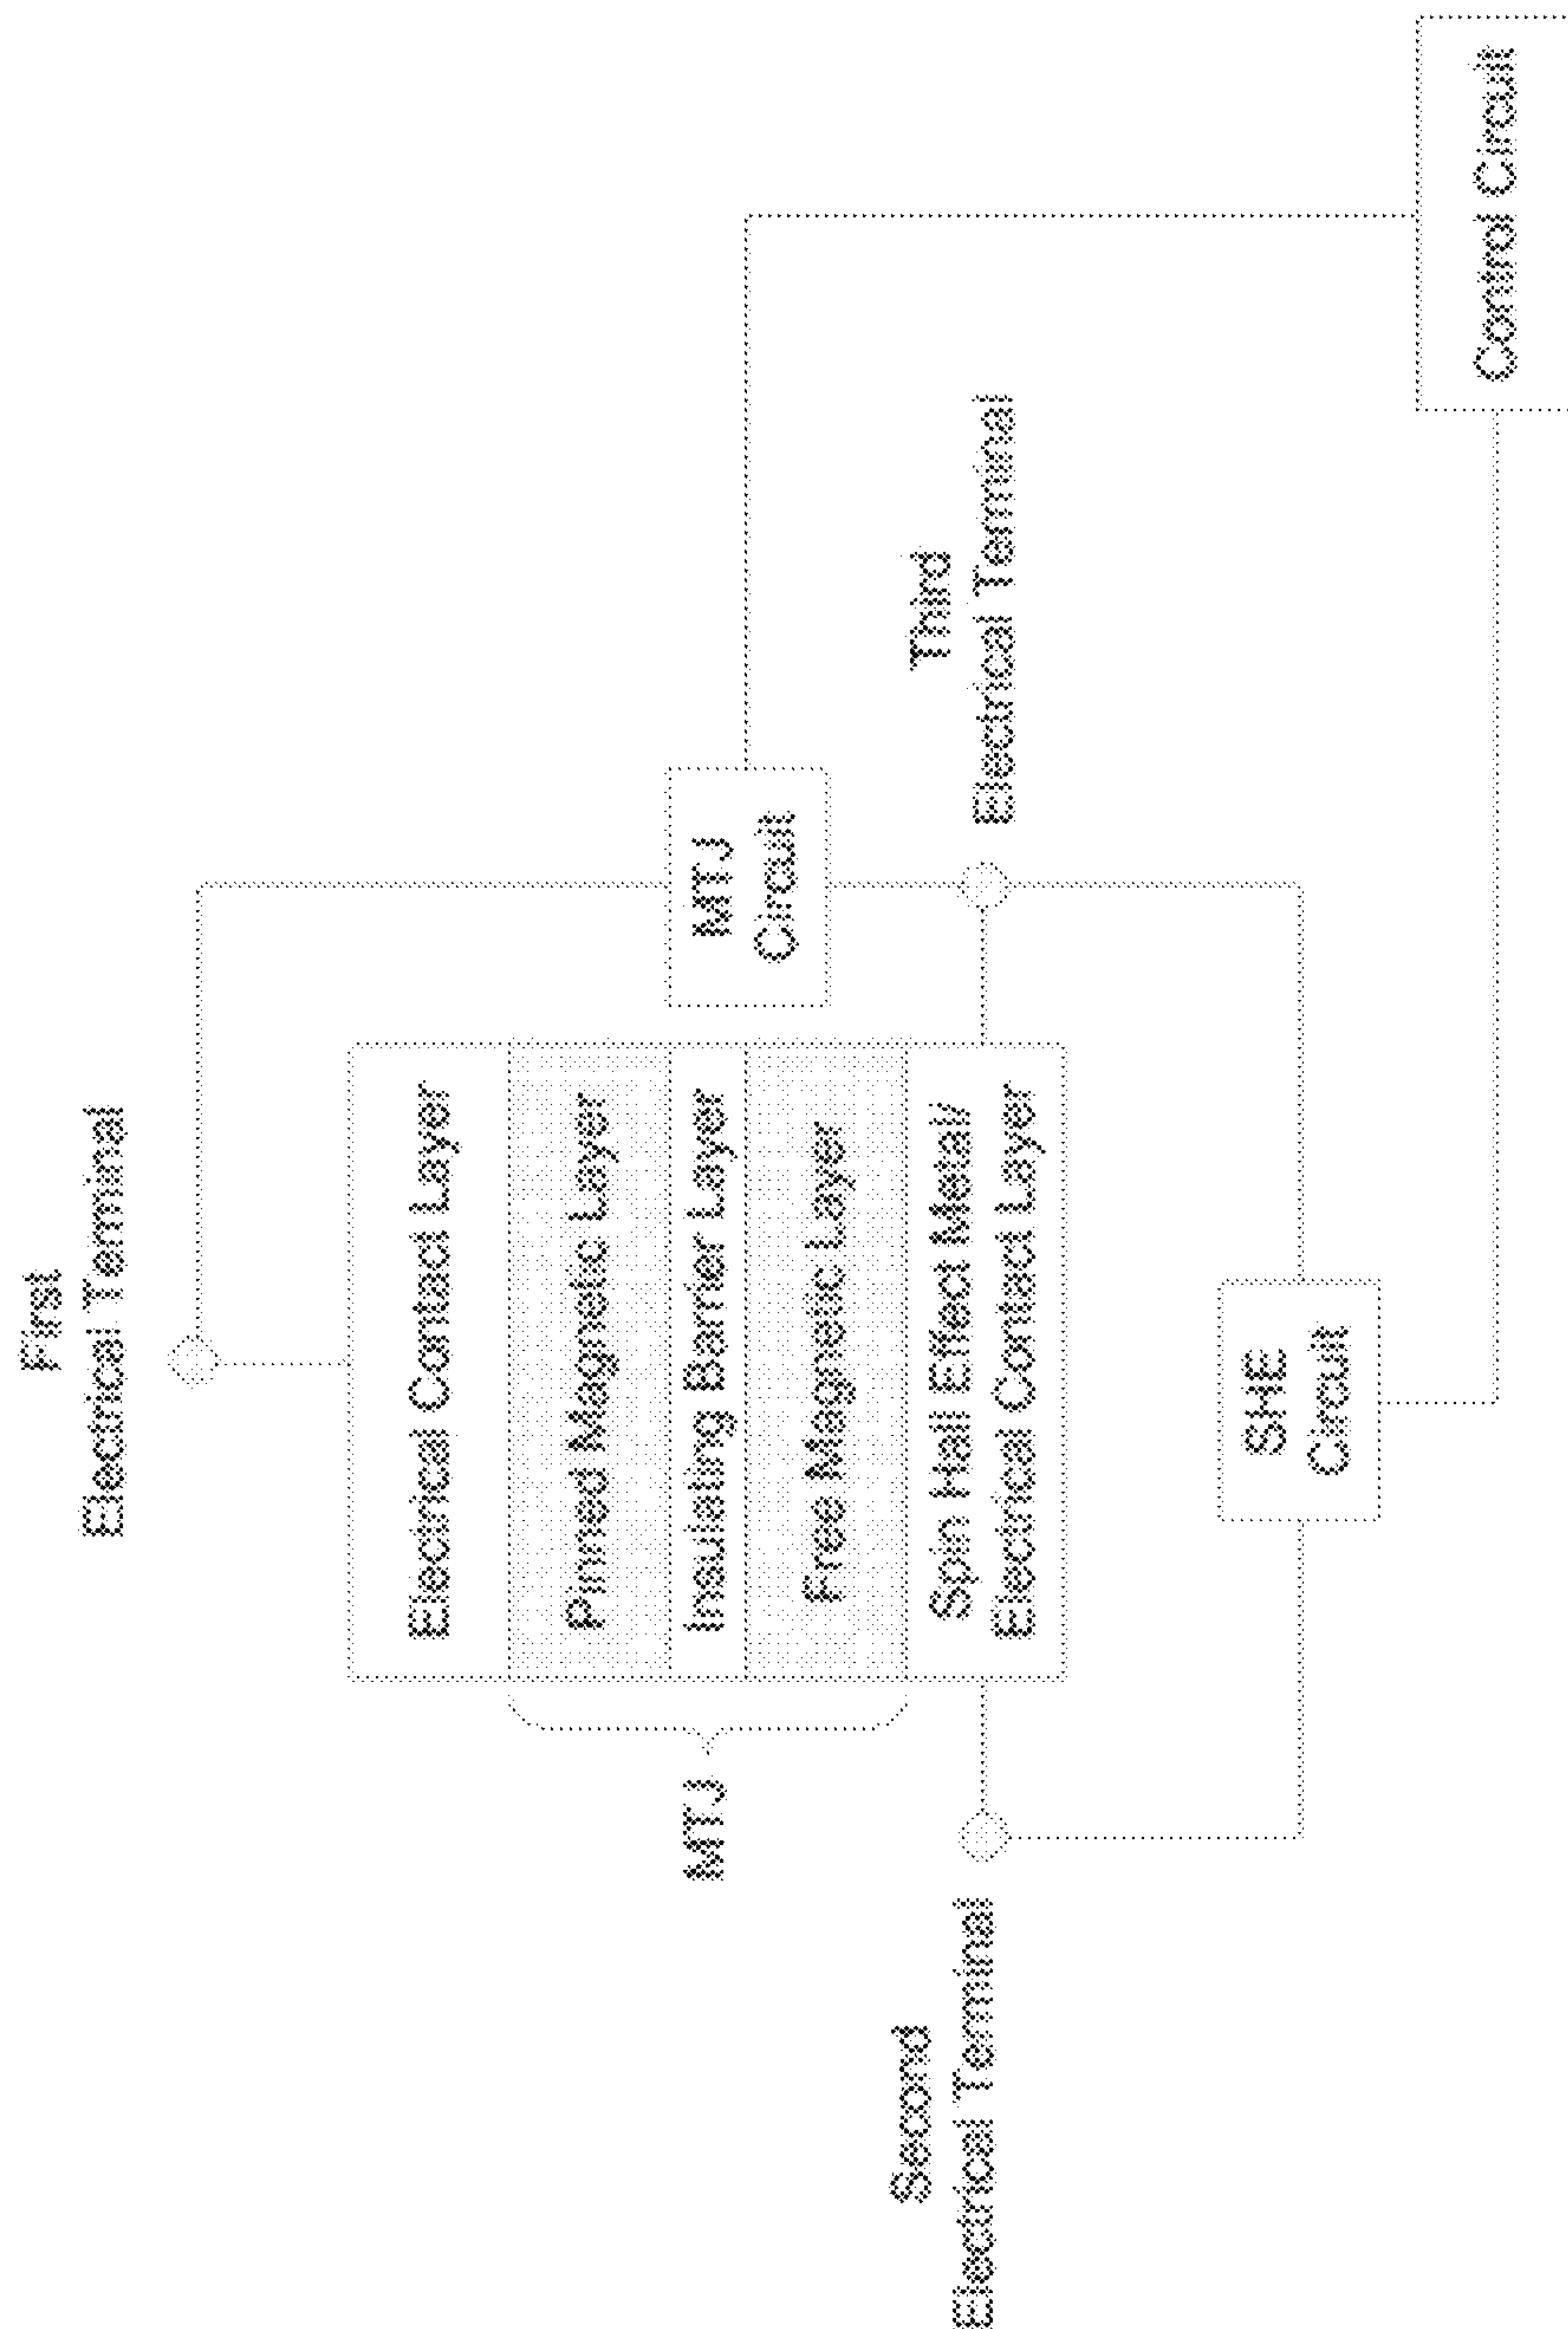 First
Electrical Terminal
Electrical Contact Layer
Pinned Magnetic Layer
Insulating Barrier Layer
Free Magnetic Layer
Spin Hall Effect Metal/
Electrical Contact Layer
MTJ
MTJ
Circuit
Second
Electrical Terminal
Third
Electrical Terminal
SHE
Circuit
Control Circuit